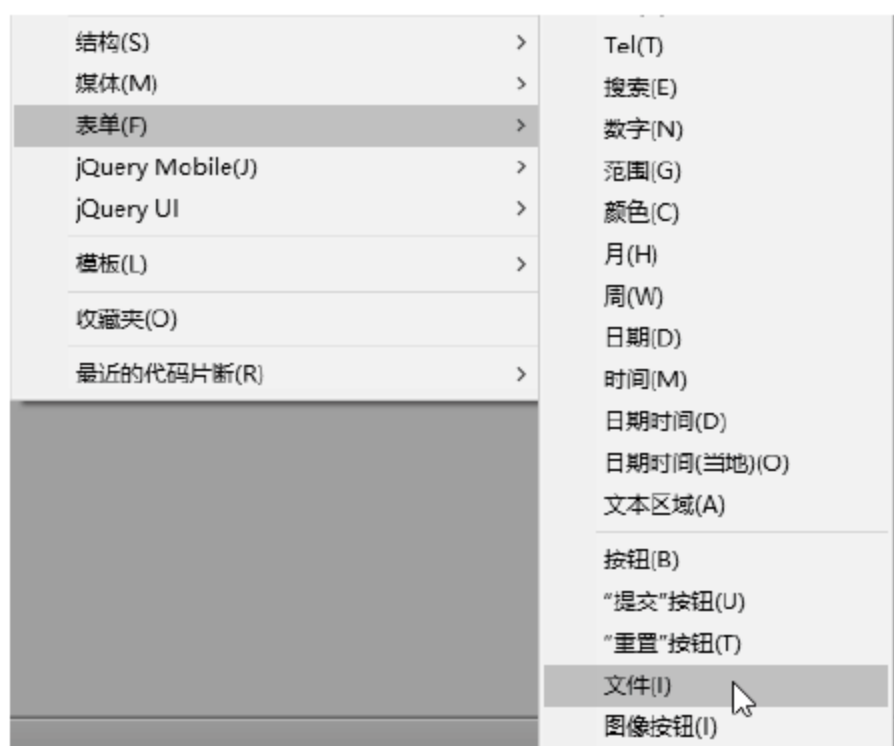 结构(S)
媒体(M)
表单(F)
jQuery Mobile(J)
jQuery UI
模板(L)
收藏夹(O)
最近的代码片断(R)
Tel(T)
搜索(E)
数字(N)
范围(G)
颜色(C)
月(H)
周(W)
日期(D)
时间(M)
日期时间(D)
日期时间(当地)(O)
文本区域(A)
按钮(B)
“提交”按钮(U)
“重置”按钮(T)
文件(I)
图像按钮(I)